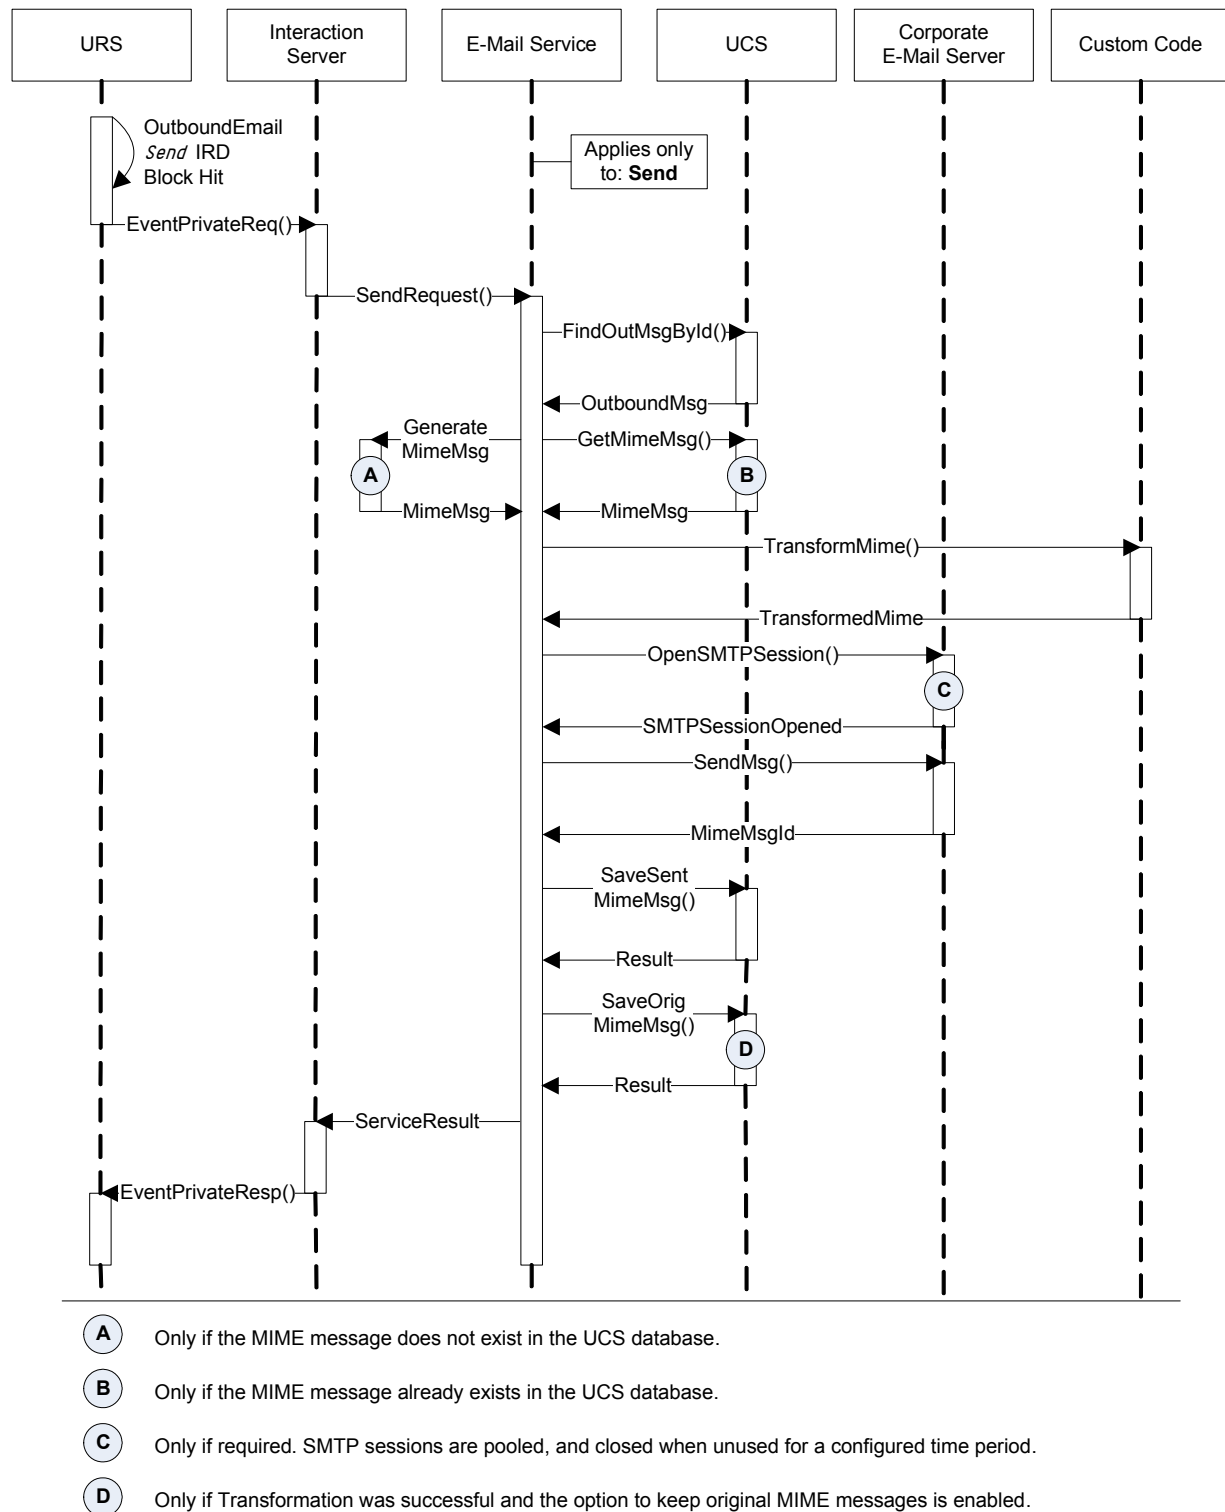 URS
Interaction
Server
E-Mail Service
UCS
Corporate
E-Mail Server
Custom Code
OutboundEmail
Send IRD
Block Hit
Applies only
to: Send
EventPrivateReq()
SendRequest()
FindOutMsgById()
OutboundMsg
Generate
MimeMsg
GetMimeMsg()
A
B
MimeMsg
MimeMsg
TransformMime()
TransformedMime
OpenSMTPSession()
C
SMTPSessionOpened
SendMsg()
MimeMsgId
SaveSent
MimeMsg()
Result
SaveOrig
MimeMsg()
D
Result
ServiceResult
EventPrivateResp()
A Only if the MIME message does not exist in the UCS database.
B Only if the MIME message already exists in the UCS database.
C Only if required. SMTP sessions are pooled, and closed when unused for a configured time period.
D Only if Transformation was successful and the option to keep original MIME messages is enabled.